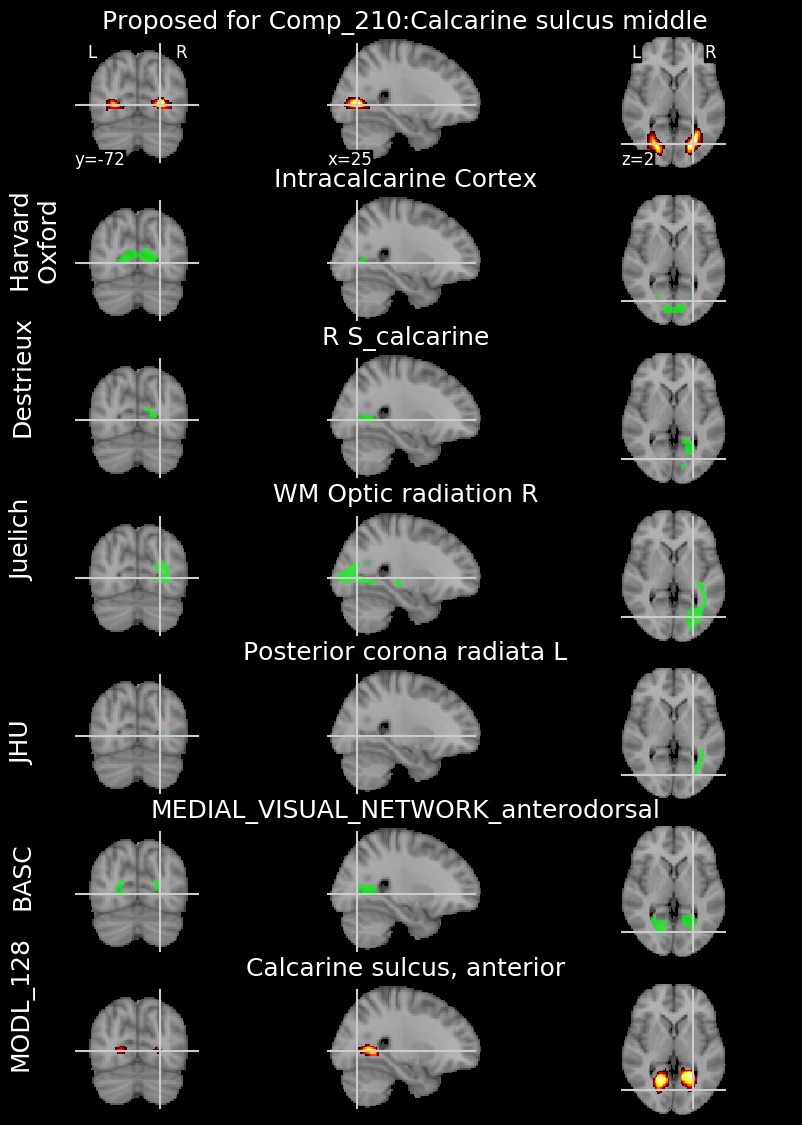 Proposed for Comp_210:Calcarine sulcus middle
L R
L R
y=-72
x=25
z=2
Intracalcarine Cortex
Harvard
Oxford
R S_calcarine
Destrieux
WM Optic radiation R
Juelich
Posterior corona radiata L
JHU
MEDIAL_VISUAL_NETWORK_anterodorsal
BASC
Calcarine sulcus, anterior
MODL_128